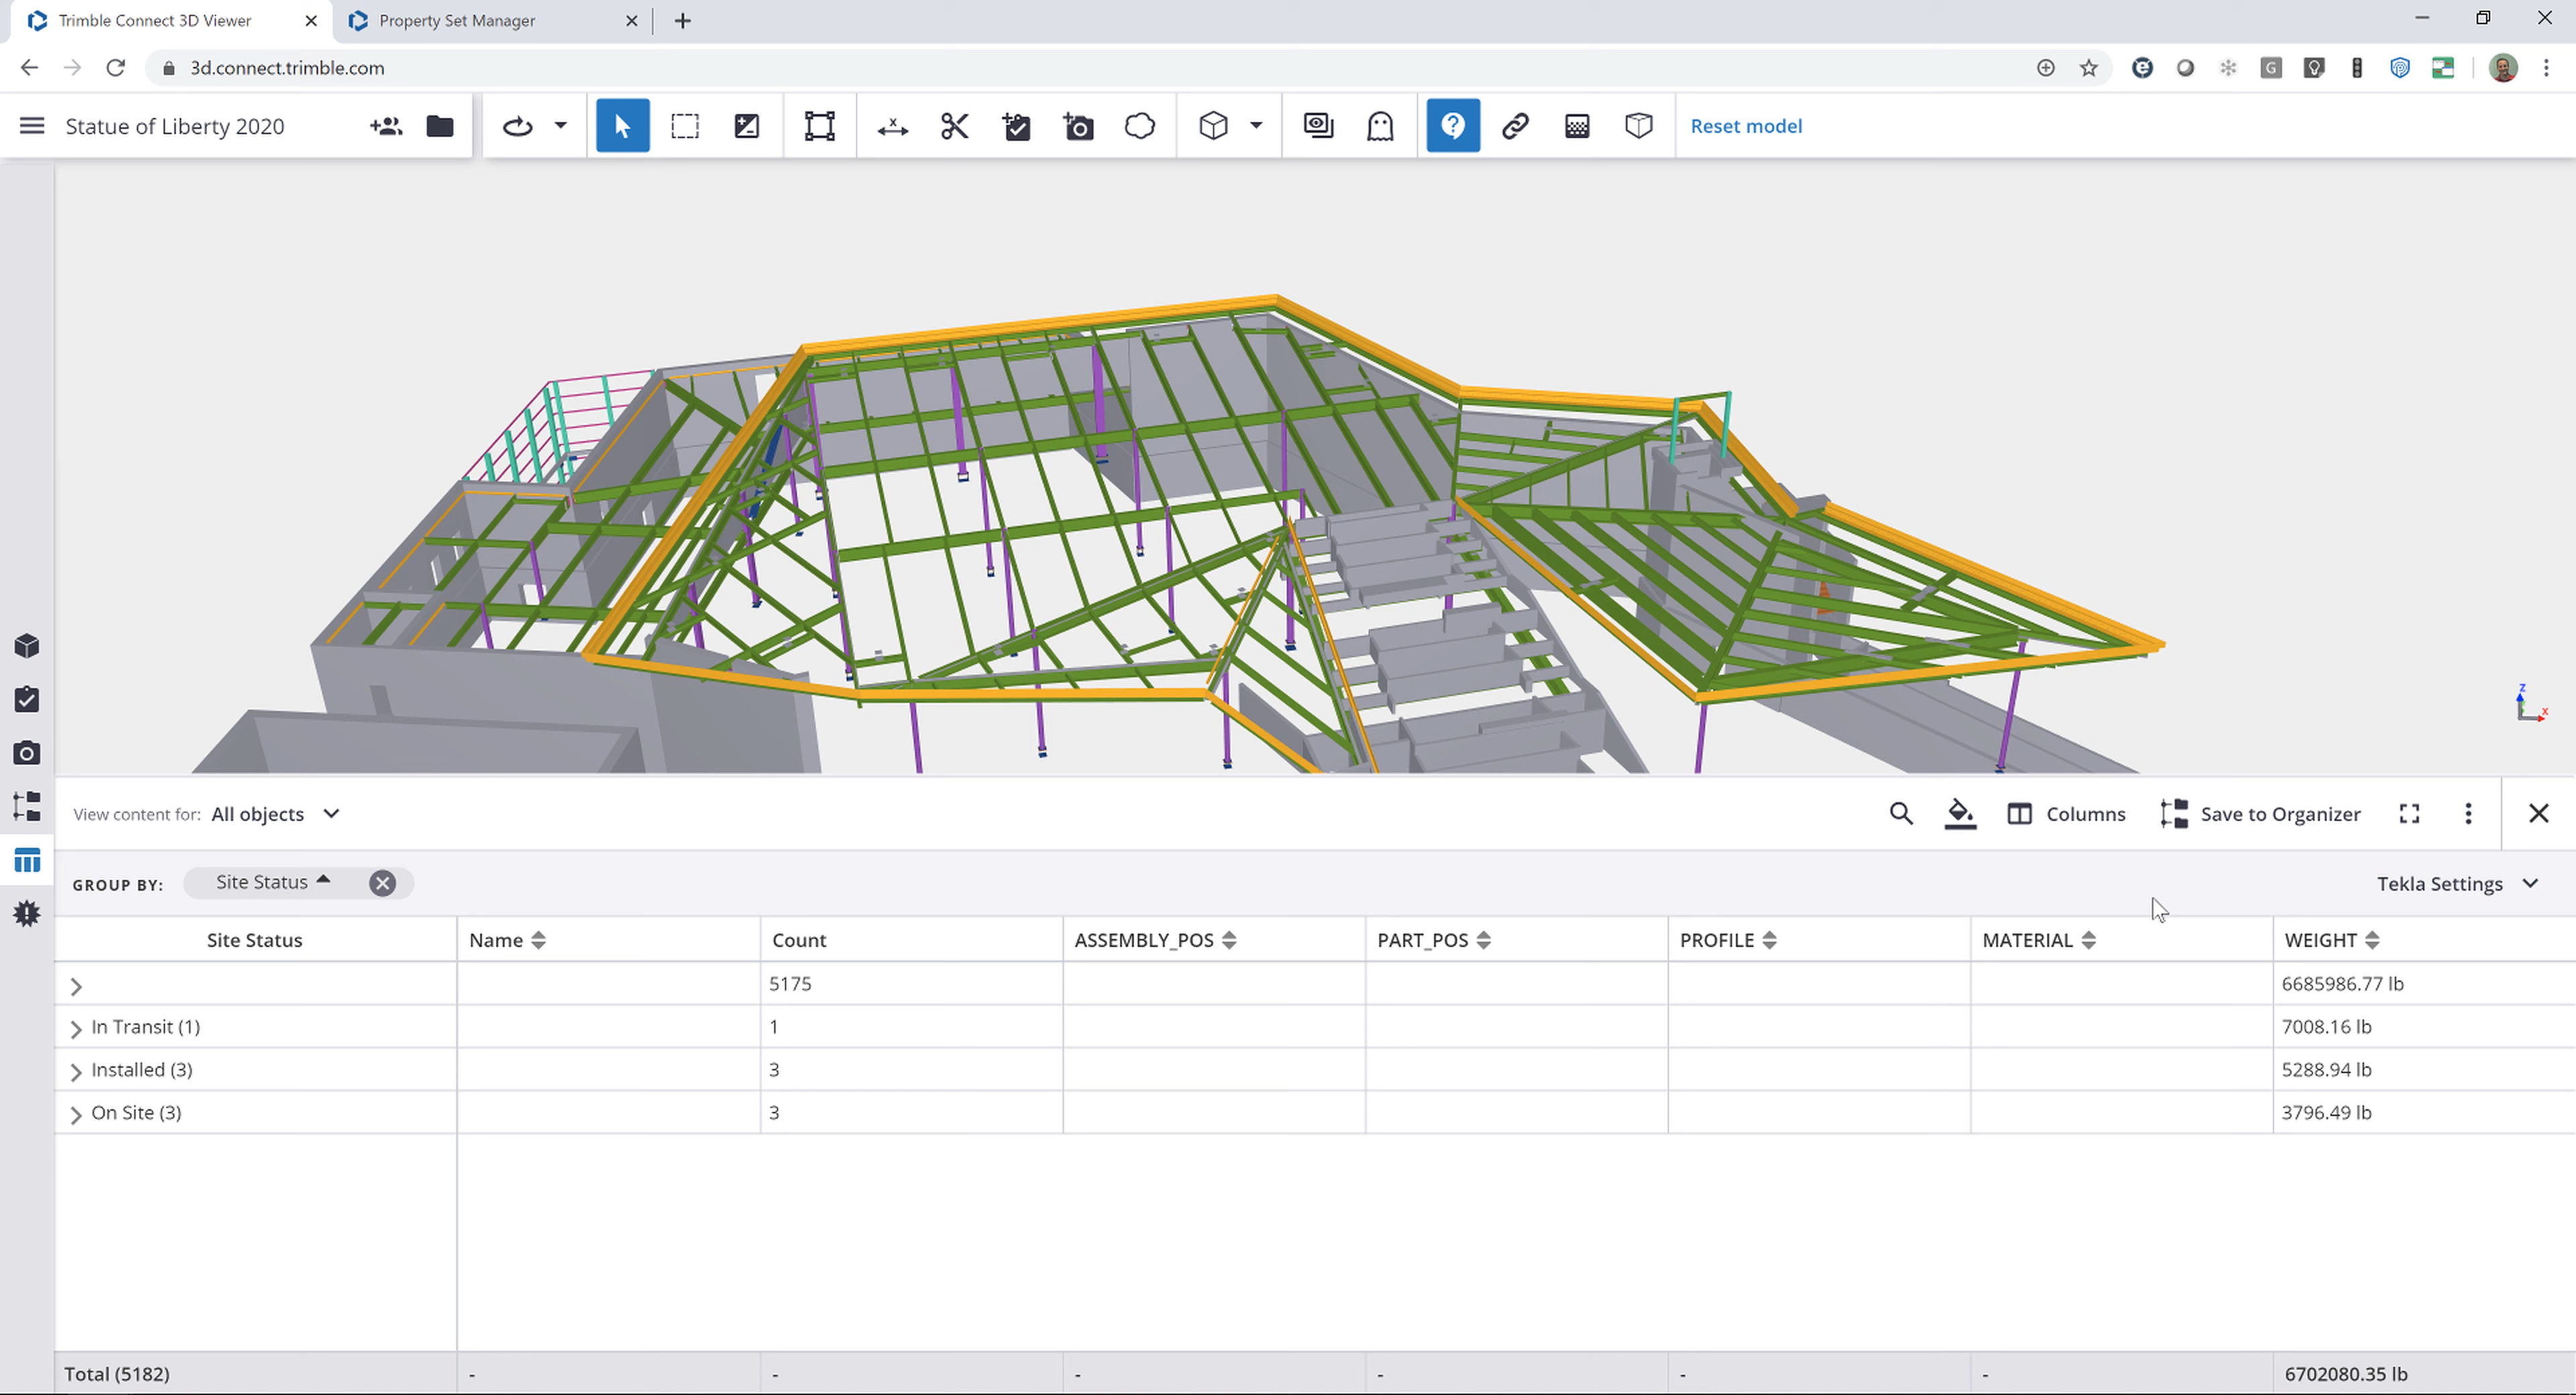 Trimble Connect 3D Viewer
Property Set Manager
3d.connect.trimble.com
G
Statue of Liberty 2020
x
Reset model
z
x
View content for: All objects
Columns
Save to Organizer
GROUP BY: Site Status
Tekla Settings
Site Status Name Count ASSEMBLY_POS PART_POS PROFILE MATERIAL WEIGHT
5175 6685986.77 lb
In Transit (1) 1 7008.16 lb
Installed (3) 3 5288.94 lb
On Site (3) 3 3796.49 lb
Total (5182) - - - - - - 6702080.35 lb